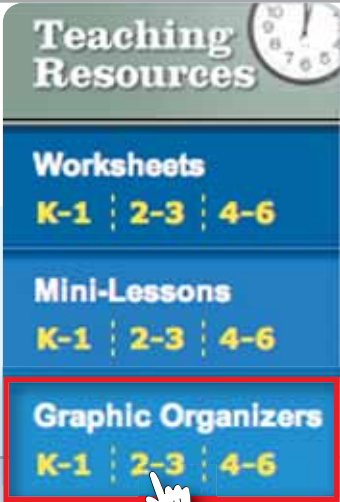 Teaching
Resources
Worksheets
K-1 2-3 4-6
Mini-Lessons
K-1 2-3 4-6
Graphic Organizers
K-1 2-3 4-6